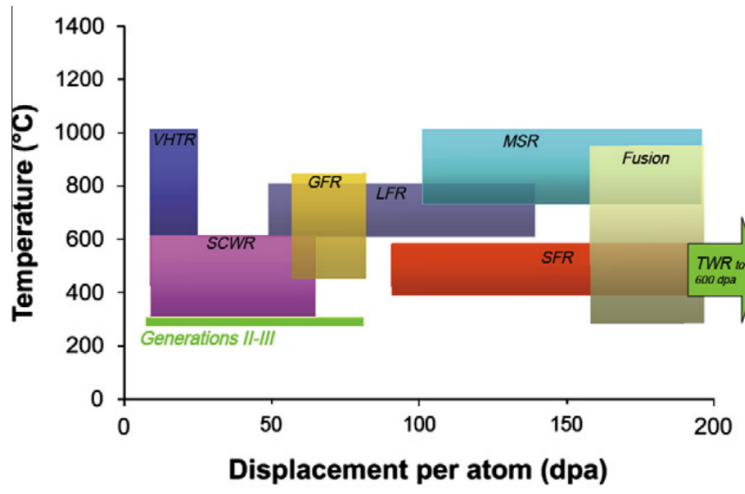 1400
1200
1000
800
600
400
200
0
Temperature (°C)
VHTR
MSR
Fusion
GFR
LFR
SCWR
SFR
TWR to
600 dpa
Generations II-III
0
50
100
150
200
Displacement per atom (dpa)